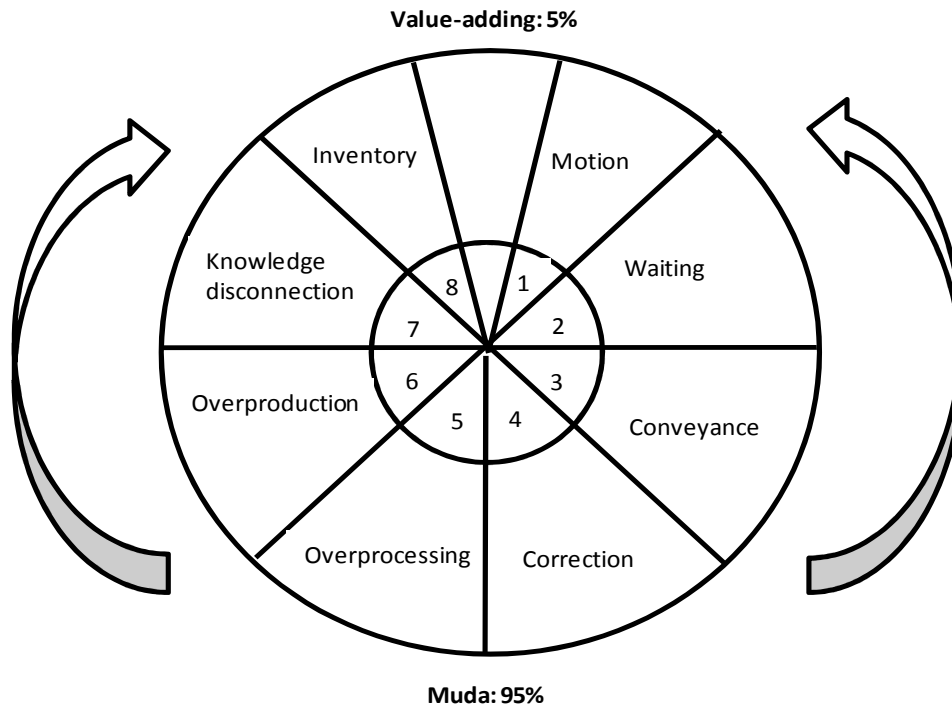 Value-adding: 5%
Inventory
Motion
Knowledge
disconnection
Waiting
8
1
7
2
6
3
5
4
Overproduction
Conveyance
Overprocessing
Correction
Muda: 95%